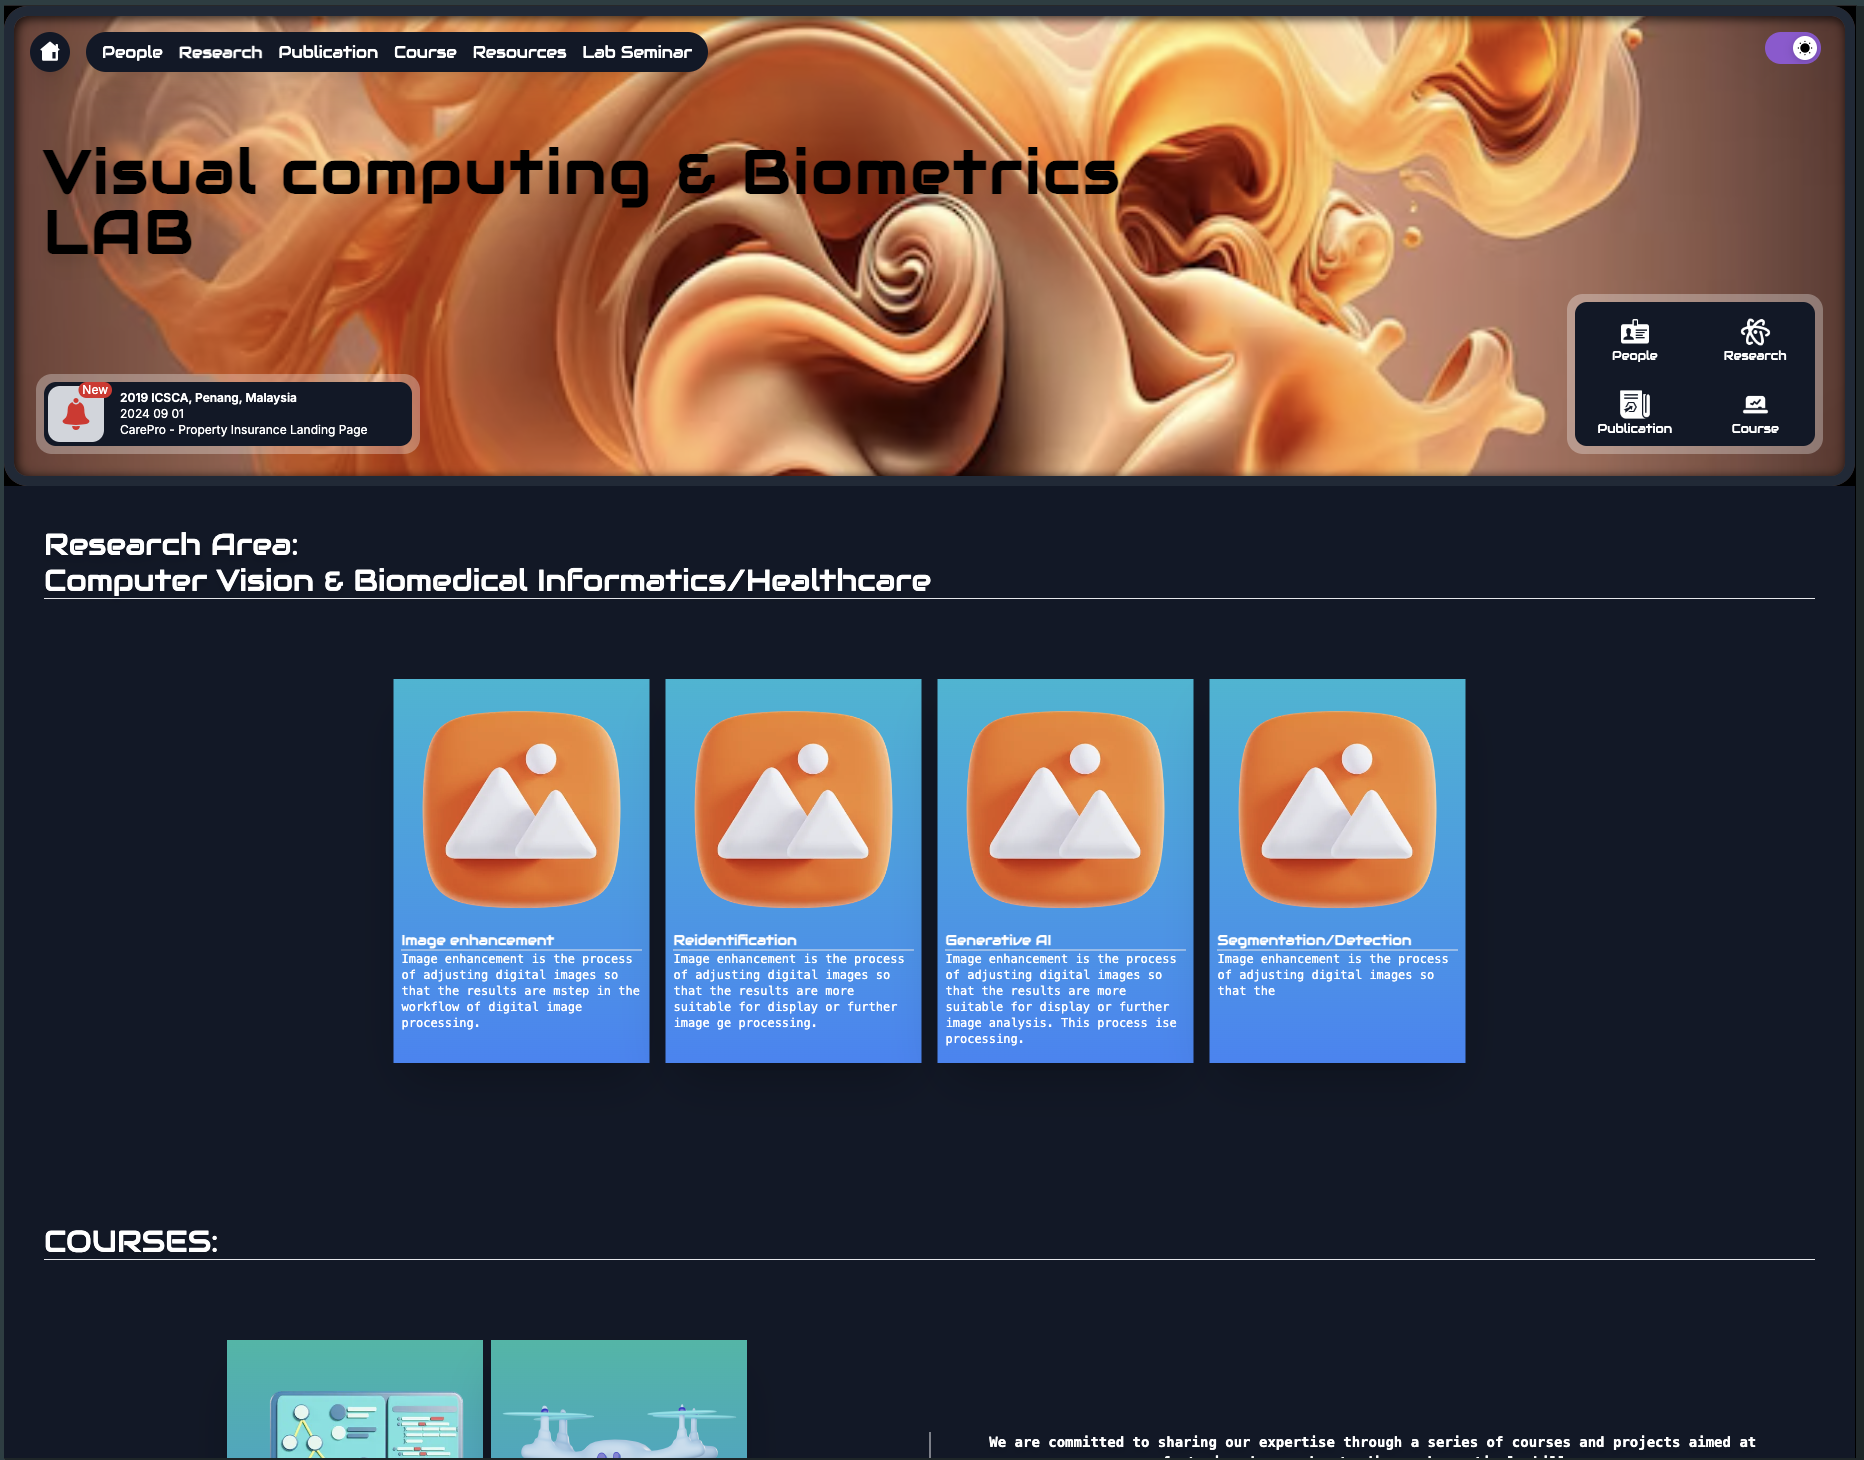 People Research Publication Course Resources Lab Seminar
Visual computing & Biometrics
LAB
New
2019 ICSCA, Penang, Malaysia
2024 09 01
CarePro - Property Insurance Landing Page
People
Research
Publication
Course
Research Area:
Computer Vision & Biomedical Informatics/Healthcare
Image enhancement
Image enhancement is the process
of adjusting digital images so
that the results are mstep in the
workflow of digital image
processing.
Reidentification
Image enhancement is the process
of adjusting digital images so
that the results are more
suitable for display or further
image ge processing.
Generative AI
Image enhancement is the process
of adjusting digital images so
that the results are more
suitable for display or further
image analysis. This process ise
processing.
Segmentation/Detection
Image enhancement is the process
of adjusting digital images so
that the
COURSES:
We are committed to sharing our expertise through a series of courses and projects aimed at